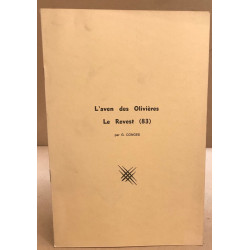 L'aven des Olivières
Le Revest (83)
par G. CONORD